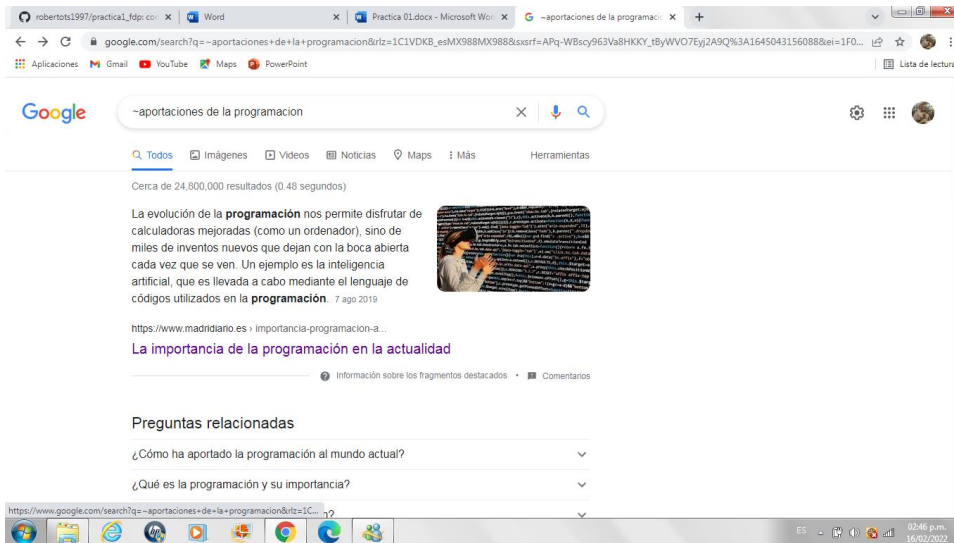 robertots1997/practica1_fdp: con
Word
Practica 01.docx - Microsoft Wor
~aportaciones de la programacio
google.com/search?q=~aportaciones+de+la+programacion&rlz=1C1VDKB_esMX988MX988&sxsrf=APq-WBscy963Va8HKKY_tByWVO7Eyj2A9Q%3A1645043156088&ei=1F0...
Aplicaciones
Gmail
YouTube
Maps
PowerPoint
Lista de lectura
Google
~aportaciones de la programacion
Todos
Imágenes
Videos
Noticias
Maps
Más
Herramientas
Cerca de 24,800,000 resultados (0.48 segundos)
La evolución de la programación nos permite disfrutar de
calculadoras mejoradas (como un ordenador), sino de
miles de inventos nuevos que dejan con la boca abierta
cada vez que se ven. Un ejemplo es la inteligencia
artificial, que es llevada a cabo mediante el lenguaje de
códigos utilizados en la programación. 7 ago 2019
https://www.madridiario.es › importancia-programacion-a...
La importancia de la programación en la actualidad
Información sobre los fragmentos destacados • Comentarios
Preguntas relacionadas
¿Cómo ha aportado la programación al mundo actual?
¿Qué es la programación y su importancia?
https://www.google.com/search?q=~aportaciones+de+la+programacion&rlz=1C...
ES
02:46 p.m.
16/02/2022